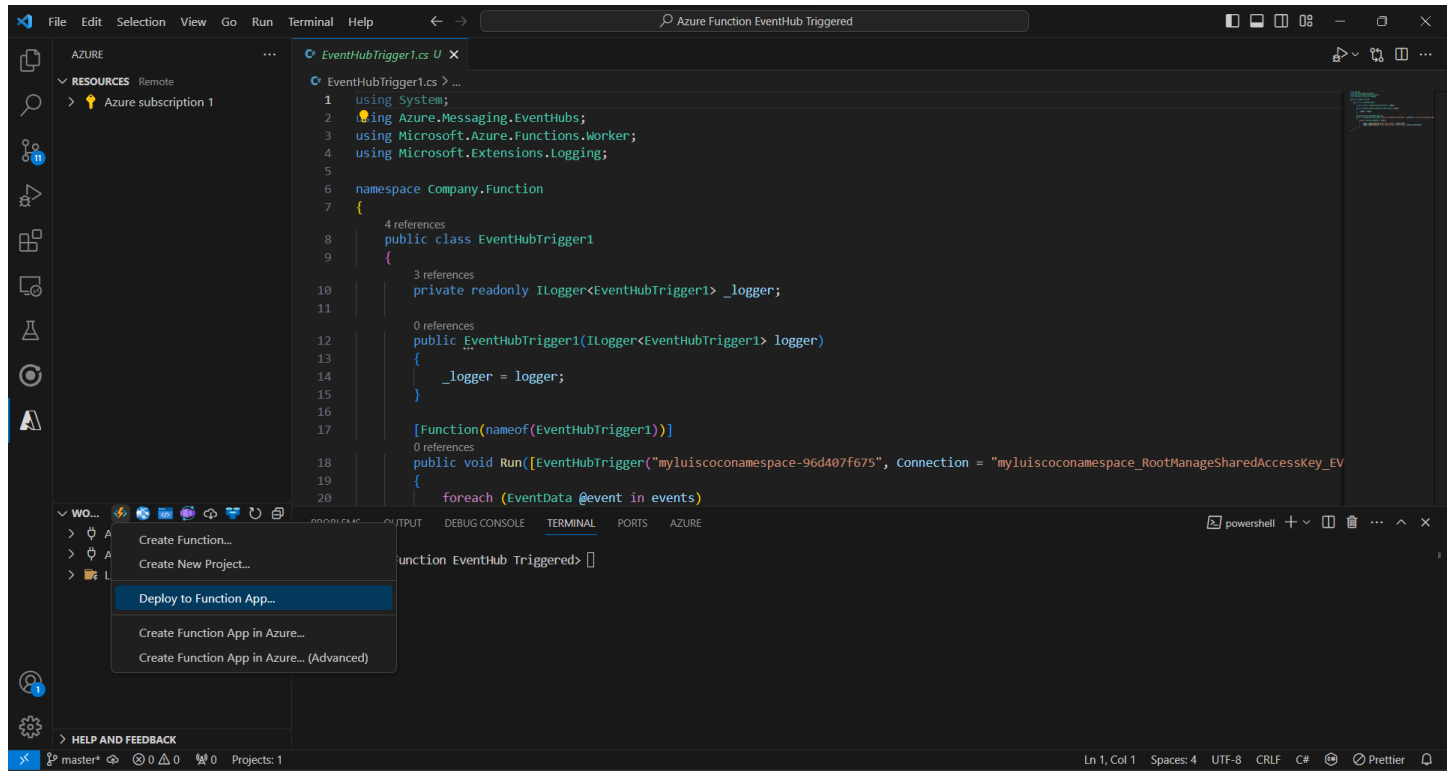 File Edit Selection View Go Run Terminal Help
Azure Function EventHub Triggered
AZURE
RESOURCES Remote
Azure subscription 1
11
EventHubTrigger1.cs U
EventHubTrigger1.cs > ...
1 using System;
2 using Azure.Messaging.EventHubs;
3 using Microsoft.Azure.Functions.Worker;
4 using Microsoft.Extensions.Logging;
5
6 namespace Company.Function
7 {
4 references
8 public class EventHubTrigger1
9 {
3 references
10 private readonly ILogger<EventHubTrigger1> _logger;
11
0 references
12 public EventHubTrigger1(ILogger<EventHubTrigger1> logger)
13 {
14 _logger = logger;
15 }
16
17 [Function(nameof(EventHubTrigger1))]
0 references
18 public void Run([EventHubTrigger("myluiscoconamespace-96d407f675", Connection = "myluiscoconamespace_RootManageSharedAccessKey_EV
19 {
20 foreach (EventData @event in events)
WO...
A
A
L
Create Function...
Create New Project...
Deploy to Function App...
Create Function App in Azure...
Create Function App in Azure... (Advanced)
PROBLEMS OUTPUT DEBUG CONSOLE TERMINAL PORTS AZURE
powershell
unction EventHub Triggered>
1
HELP AND FEEDBACK
master* 0 0 0 Projects: 1
Ln 1, Col 1 Spaces: 4 UTF-8 CRLF C# Prettier